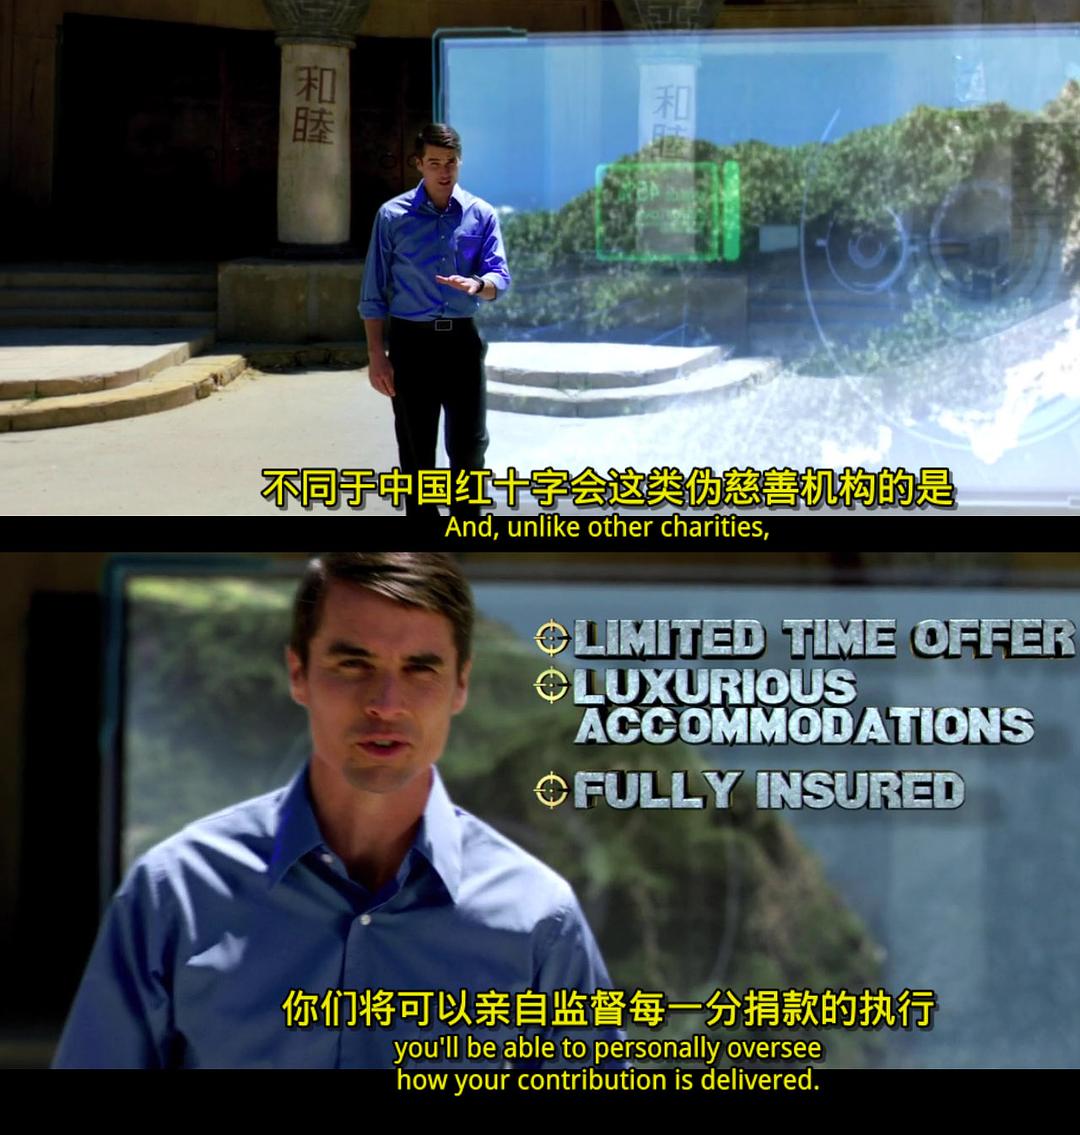 和
睦
和
睦
不同于中国红十字会这类伪慈善机构的是
And, unlike other charities,
LIMITED TIME OFFER
LUXURIOUS
ACCOMMODATIONS
FULLY INSURED
你们将可以亲自监督每一分捐款的执行
you'll be able to personally oversee
how your contribution is delivered.